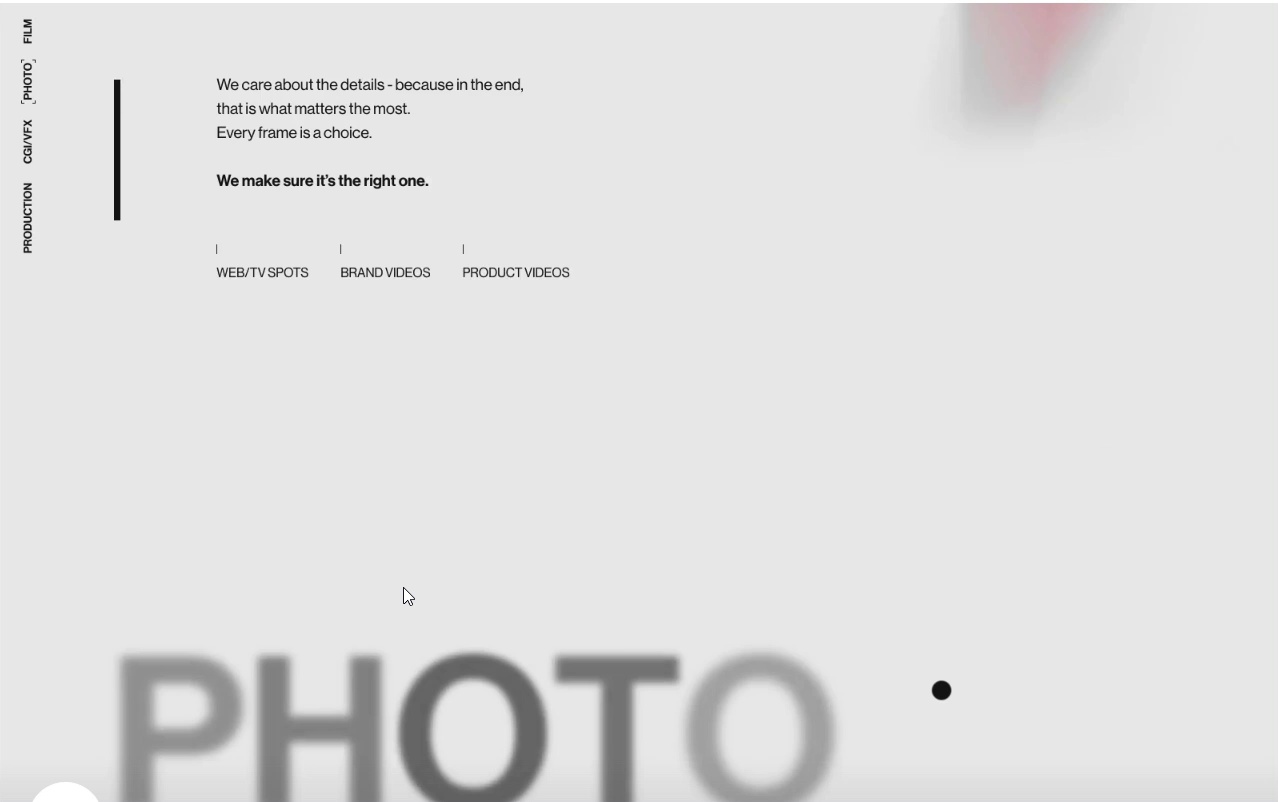 FILM
PHOTO
CGI/VFX
PRODUCTION
We care about the details - because in the end,
that is what matters the most.
Every frame is a choice.
We make sure it's the right one.
WEB/TV SPOTS
BRAND VIDEOS
PRODUCT VIDEOS
PHOTO